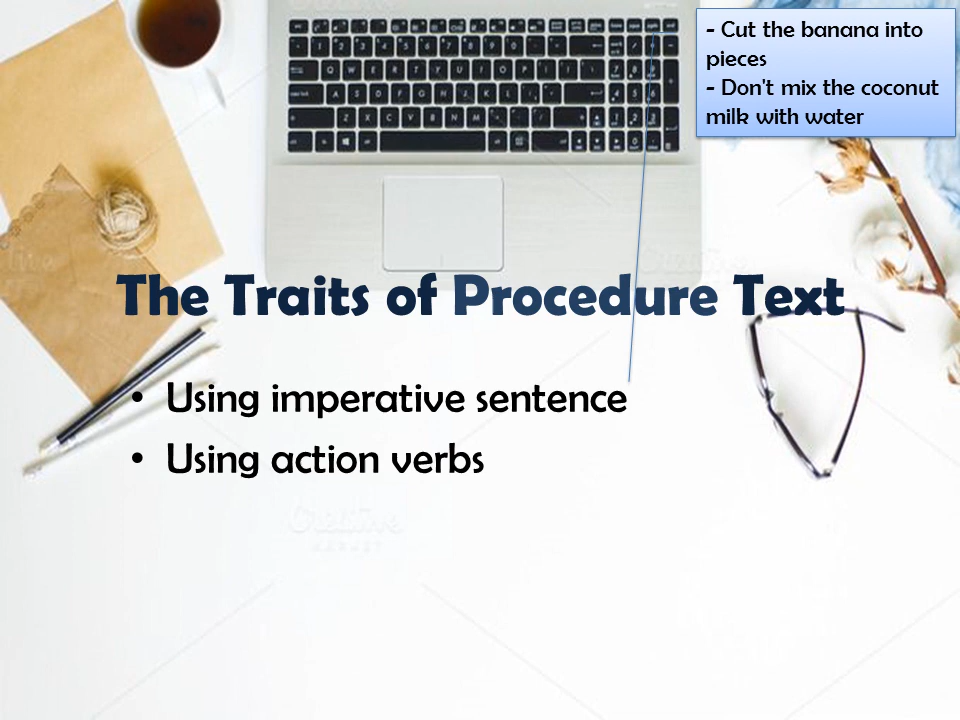 - Cut the banana into
pieces
- Don't mix the coconut
milk with water
The Traits of Procedure Text
• Using imperative sentence
• Using action verbs